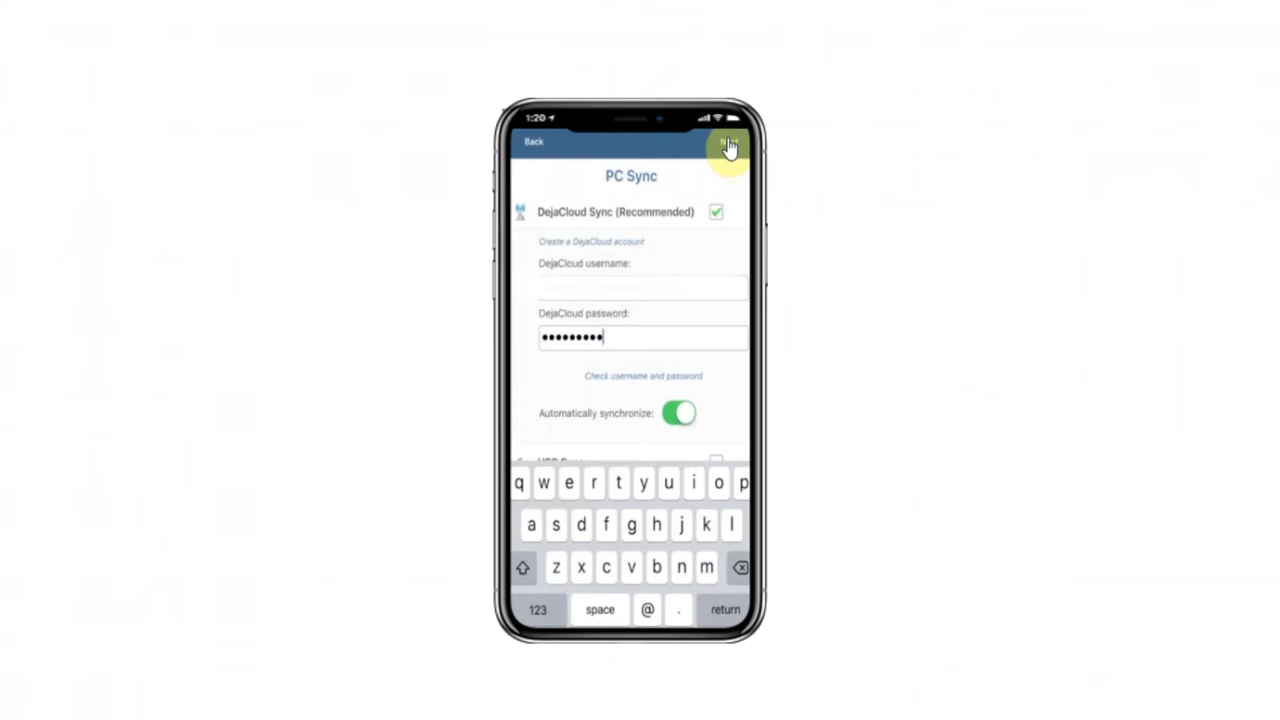 1:20
Back
PC Sync
DejaCloud Sync (Recommended)
Create a DejaCloud account
DejaCloud username:
DejaCloud password:
•••••••••
Check username and password
Automatically synchronize:
q w e r t y u i o p
a s d f g h j k l
z x c v b n m
123 space @ . return